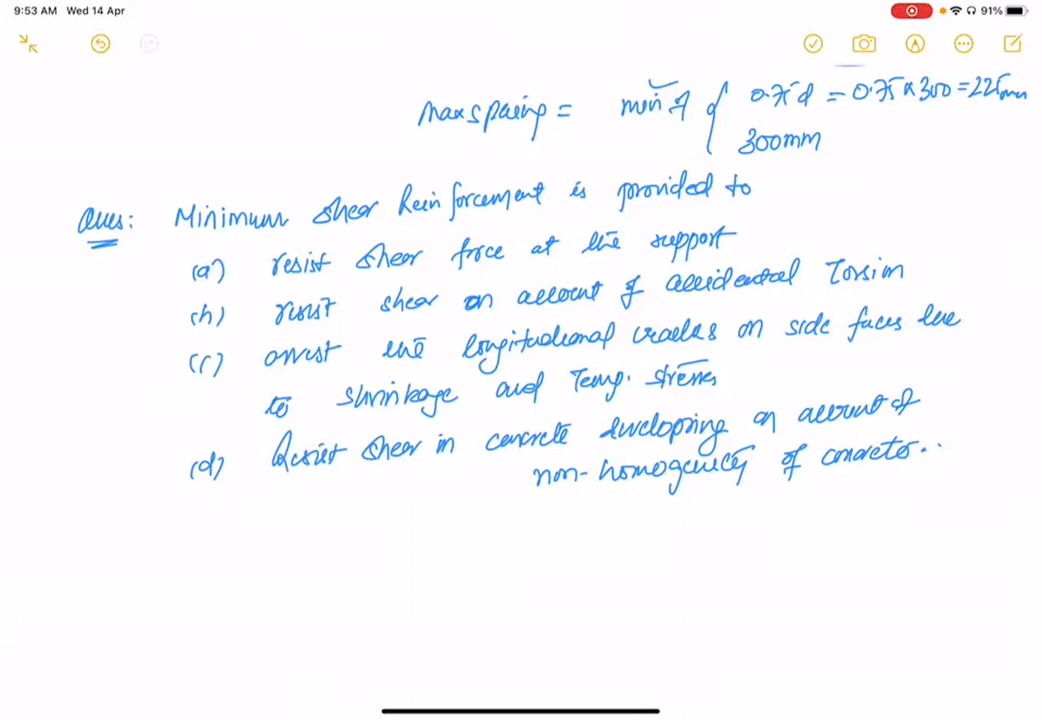 9:53 AM Wed 14 Apr 91%
max spacing = min of { 0.75 d = 0.75 x 300 = 225mm
300mm
Ques: Minimum shear Reinforcement is provided to
(a) resist shear force at the support
(b) resist shear on account of accidental Torsion
(c) arrest the longitudional cracks on side faces due
to shrinkage and Temp. stresses
(d) Resist shear in concrete developing on account of
non-homogeneity of concrete..